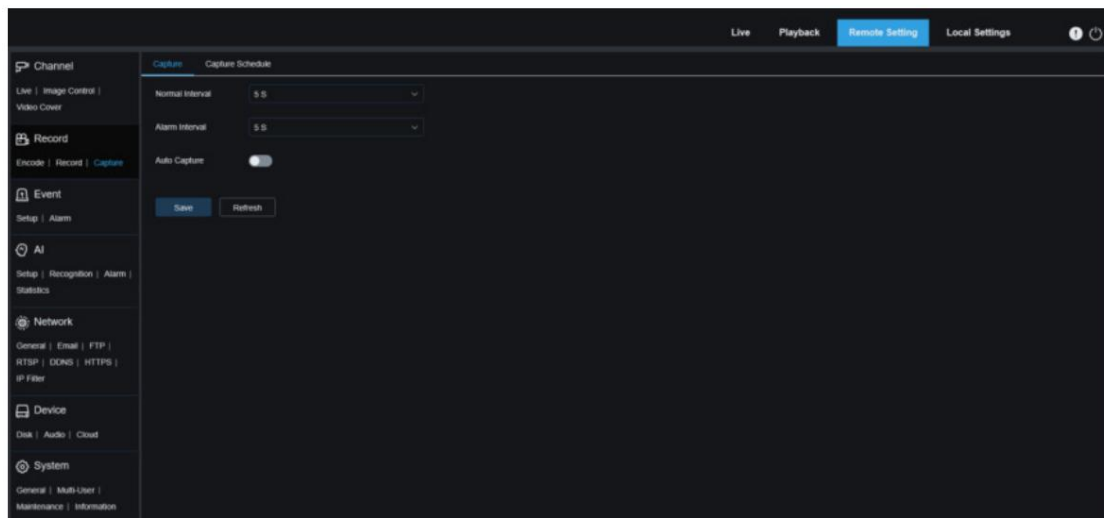 Live Playback Remote Setting Local Settings
Channel
Live | Image Control |
Video Cover
Record
Encode | Record | Capture
Event
Setup | Alarm
AI
Setup | Recognition | Alarm |
Statistics
Network
General | Email | FTP |
RTSP | DDNS | HTTPS |
IP Filter
Device
Disk | Audio | Cloud
System
General | Multi-User |
Maintenance | Information
Capture Capture Schedule
Normal Interval 5 S
Alarm Interval 5 S
Auto Capture
Save Refresh